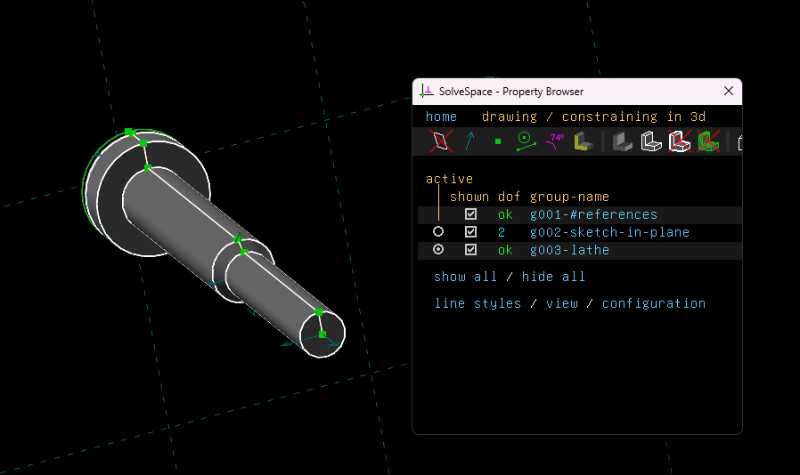 SolveSpace - Property Browser
home drawing / constraining in 3d
74°
active
shown dof group-name
ok g001-#references
2 g002-sketch-in-plane
ok g003-lathe
show all / hide all
line styles / view / configuration